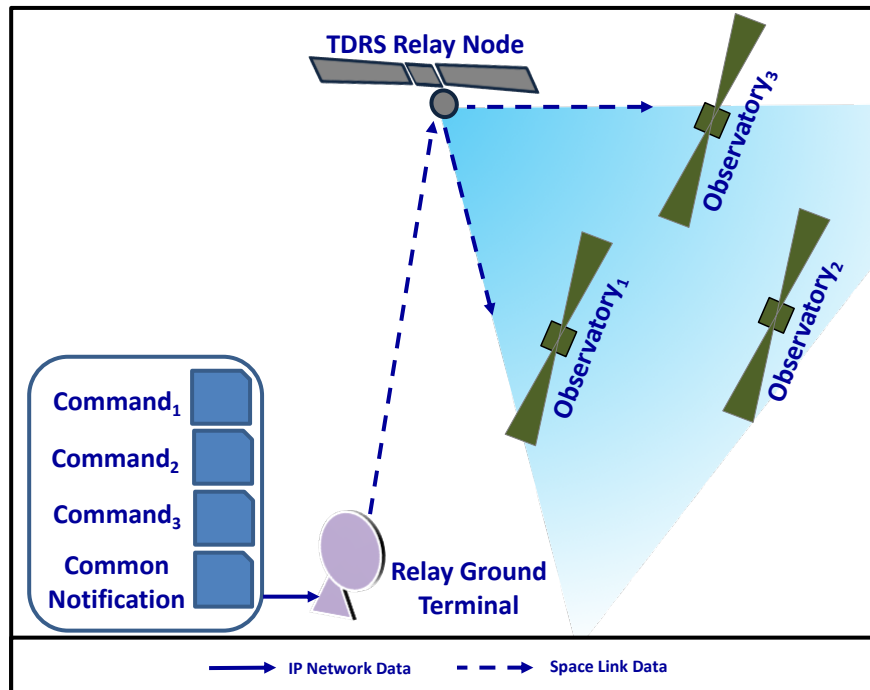 TDRS Relay Node
Observatory₃
Observatory₁
Observatory₂
Command₁
Command₂
Command₃
Common
Notification
Relay Ground
Terminal
IP Network Data
Space Link Data